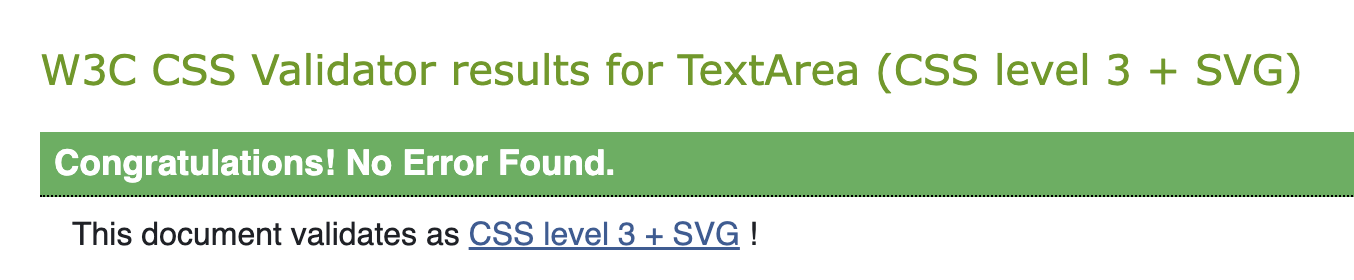 W3C CSS Validator results for TextArea (CSS level 3 + SVG)
Congratulations! No Error Found.
This document validates as CSS level 3 + SVG !